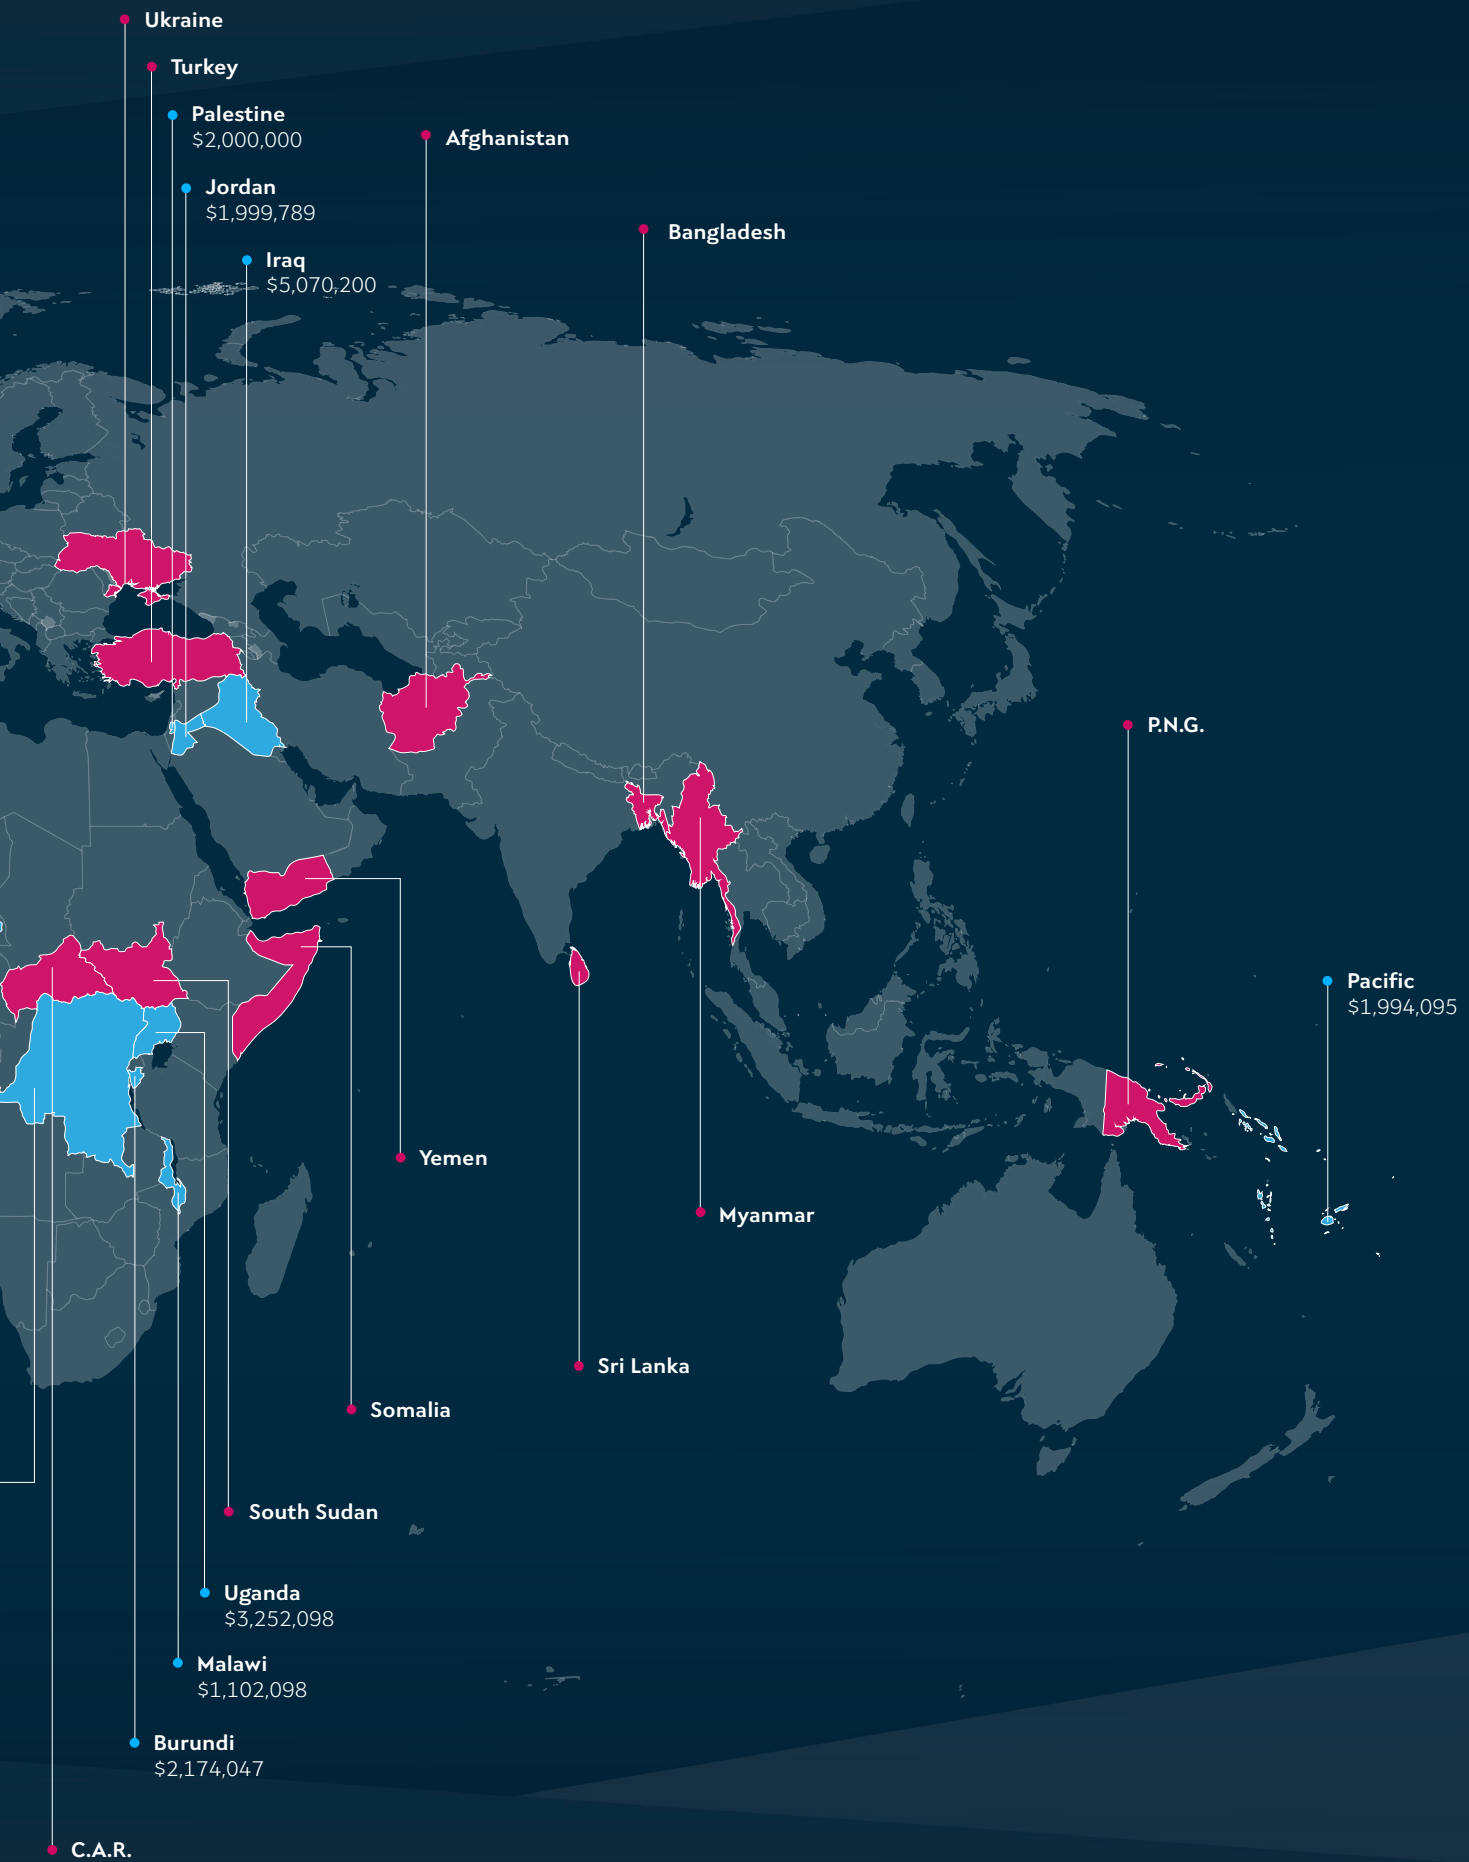 Ukraine
Turkey
Palestine
$2,000,000
Afghanistan
Jordan
$1,999,789
Bangladesh
Iraq
$5,070,200
P.N.G.
Pacific
$1,994,095
Yemen
Myanmar
Sri Lanka
Somalia
South Sudan
Uganda
$3,252,098
Malawi
$1,102,098
Burundi
$2,174,047
C.A.R.